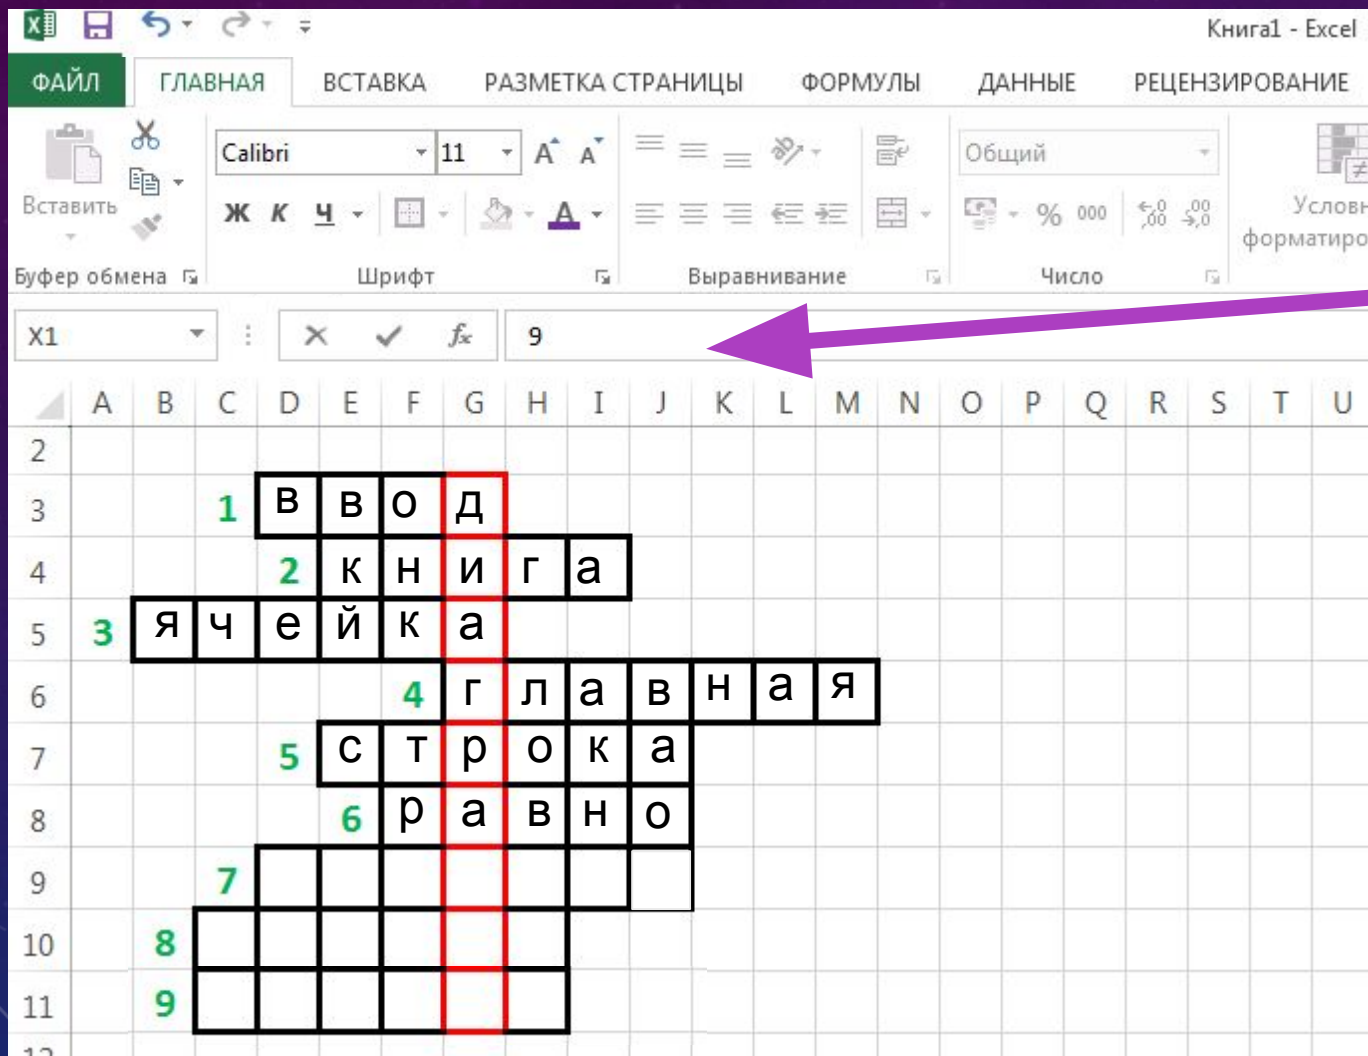 Книга1 - Excel
ФАЙЛ ГЛАВНАЯ ВСТАВКА РАЗМЕТКА СТРАНИЦЫ ФОРМУЛЫ ДАННЫЕ РЕЦЕНЗИРОВАНИЕ
Calibri 11 A A Общий
Вставить Ж К Ч A % 000 Условн
форматиро
Буфер обмена Шрифт Выравнивание Число
X1 fx 9
A B C D E F G H I J K L M N O P Q R S T U
2
3 1 в в о д
4 2 к н и г а
5 3 я ч е й к а
6 4 г л а в н а я
7 5 с т р о к а
8 6 р а в н о
9 7
10 8
11 9